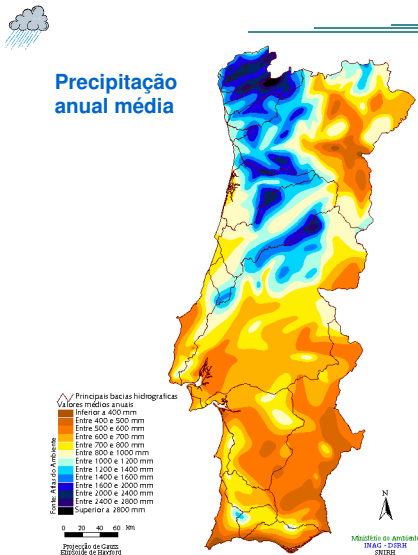 Precipitação
anual média
Principais bacias hidrograficas
Valores médios anuais
Inferior a 400 mm
Entre 400 e 500 mm
Entre 500 e 600 mm
Entre 600 e 700 mm
Entre 700 e 800 mm
Entre 800 e 1000 mm
Entre 1000 e 1200 mm
Entre 1200 e 1400 mm
Entre 1400 e 1600 mm
Entre 1600 e 2000 mm
Entre 2000 e 2400 mm
Entre 2400 e 2800 mm
Superior a 2800 mm
Fonte: Atlas do Ambiente
0 20 40 60 km
Projecção de Gauss
Elipsoide de Hayford
N
Ministério do Ambiente
INAG - DSRH
SNIRH